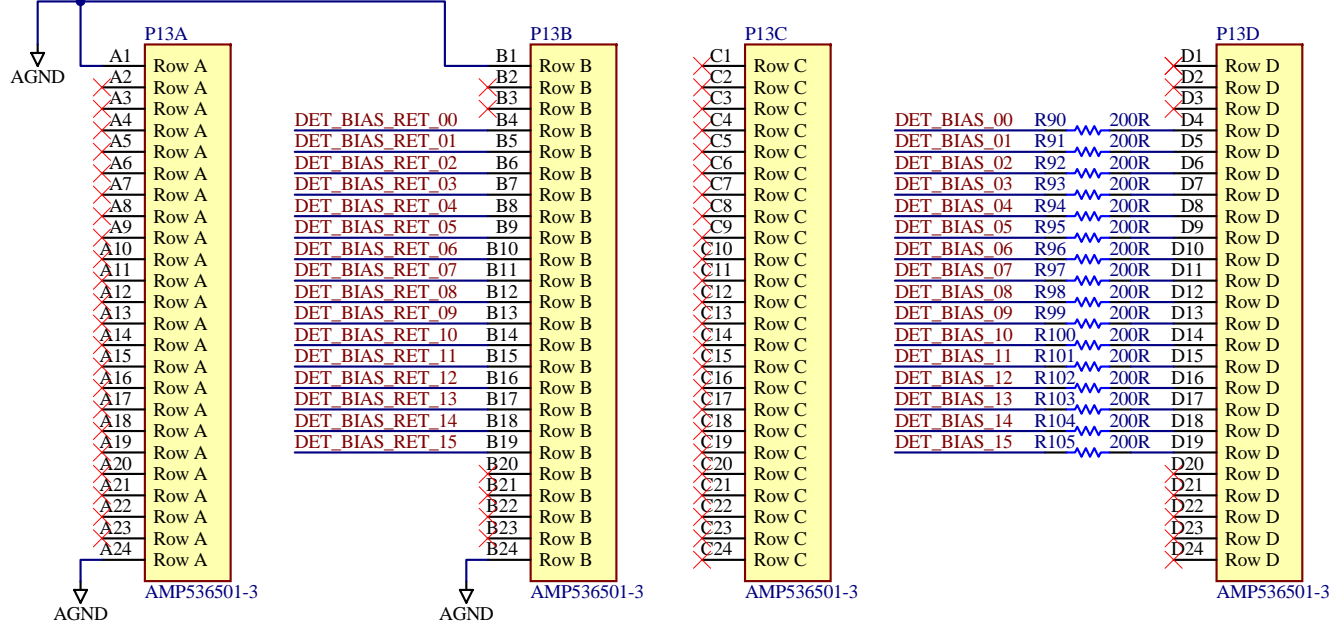 P13A P13B P13C P13D
A1 Row A B1 Row B C1 Row C D1 Row D
AGND
A2 Row A B2 Row B C2 Row C D2 Row D
A3 Row A B3 Row B C3 Row C D3 Row D
A4 Row A DET_BIAS_RET_00 B4 Row B C4 Row C DET_BIAS_00 R90 200R D4 Row D
A5 Row A DET_BIAS_RET_01 B5 Row B C5 Row C DET_BIAS_01 R91 200R D5 Row D
A6 Row A DET_BIAS_RET_02 B6 Row B C6 Row C DET_BIAS_02 R92 200R D6 Row D
A7 Row A DET_BIAS_RET_03 B7 Row B C7 Row C DET_BIAS_03 R93 200R D7 Row D
A8 Row A DET_BIAS_RET_04 B8 Row B C8 Row C DET_BIAS_04 R94 200R D8 Row D
A9 Row A DET_BIAS_RET_05 B9 Row B C9 Row C DET_BIAS_05 R95 200R D9 Row D
A10 Row A DET_BIAS_RET_06 B10 Row B C10 Row C DET_BIAS_06 R96 200R D10 Row D
A11 Row A DET_BIAS_RET_07 B11 Row B C11 Row C DET_BIAS_07 R97 200R D11 Row D
A12 Row A DET_BIAS_RET_08 B12 Row B C12 Row C DET_BIAS_08 R98 200R D12 Row D
A13 Row A DET_BIAS_RET_09 B13 Row B C13 Row C DET_BIAS_09 R99 200R D13 Row D
A14 Row A DET_BIAS_RET_10 B14 Row B C14 Row C DET_BIAS_10 R100 200R D14 Row D
A15 Row A DET_BIAS_RET_11 B15 Row B C15 Row C DET_BIAS_11 R101 200R D15 Row D
A16 Row A DET_BIAS_RET_12 B16 Row B C16 Row C DET_BIAS_12 R102 200R D16 Row D
A17 Row A DET_BIAS_RET_13 B17 Row B C17 Row C DET_BIAS_13 R103 200R D17 Row D
A18 Row A DET_BIAS_RET_14 B18 Row B C18 Row C DET_BIAS_14 R104 200R D18 Row D
A19 Row A DET_BIAS_RET_15 B19 Row B C19 Row C DET_BIAS_15 R105 200R D19 Row D
A20 Row A B20 Row B C20 Row C D20 Row D
A21 Row A B21 Row B C21 Row C D21 Row D
A22 Row A B22 Row B C22 Row C D22 Row D
A23 Row A B23 Row B C23 Row C D23 Row D
A24 Row A B24 Row B C24 Row C D24 Row D
AMP536501-3 AMP536501-3 AMP536501-3 AMP536501-3
AGND AGND